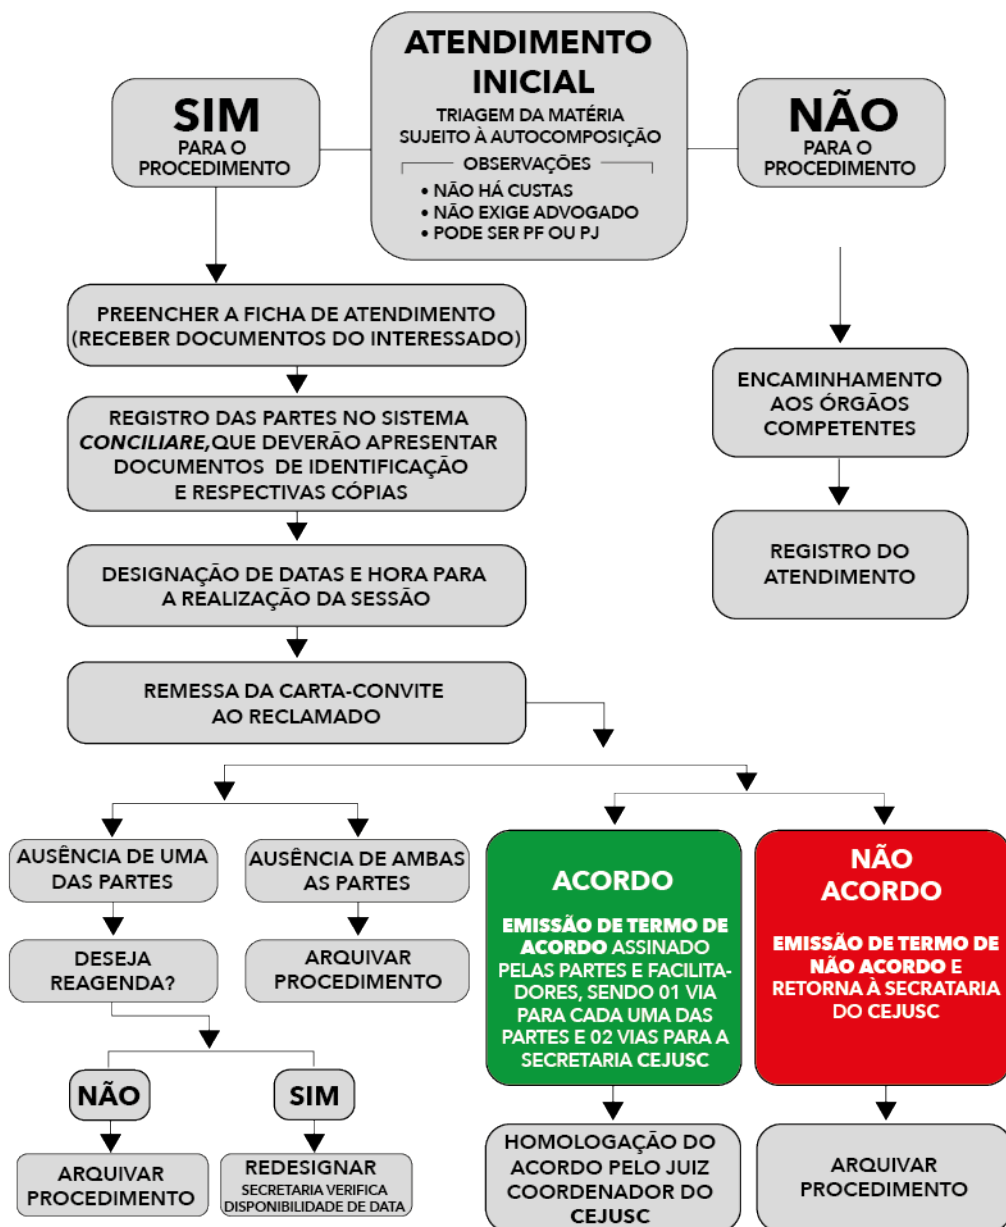 ATENDIMENTO
INICIAL
TRIAGEM DA MATÉRIA
SUJEITO À AUTOCOMPOSIÇÃO
OBSERVAÇÕES
• NÃO HÁ CUSTAS
• NÃO EXIGE ADVOGADO
• PODE SER PF OU PJ
SIM
PARA O
PROCEDIMENTO
NÃO
PARA O
PROCEDIMENTO
PREENCHER A FICHA DE ATENDIMENTO
(RECEBER DOCUMENTOS DO INTERESSADO)
REGISTRO DAS PARTES NO SISTEMA
CONCILIARE,QUE DEVERÃO APRESENTAR
DOCUMENTOS DE IDENTIFICAÇÃO
E RESPECTIVAS CÓPIAS
DESIGNAÇÃO DE DATAS E HORA PARA
A REALIZAÇÃO DA SESSÃO
REMESSA DA CARTA-CONVITE
AO RECLAMADO
ENCAMINHAMENTO
AOS ÓRGÃOS
COMPETENTES
REGISTRO DO
ATENDIMENTO
AUSÊNCIA DE UMA
DAS PARTES
DESEJA
REAGENDA?
NÃO
ARQUIVAR
PROCEDIMENTO
SIM
REDESIGNAR
SECRETARIA VERIFICA
DISPONIBILIDADE DE DATA
AUSÊNCIA DE AMBAS
AS PARTES
ARQUIVAR
PROCEDIMENTO
ACORDO
EMISSÃO DE TERMO DE
ACORDO ASSINADO
PELAS PARTES E FACILITA-
DORES, SENDO 01 VIA
PARA CADA UMA DAS
PARTES E 02 VIAS PARA A
SECRETARIA CEJUSC
HOMOLOGAÇÃO DO
ACORDO PELO JUIZ
COORDENADOR DO
CEJUSC
NÃO
ACORDO
EMISSÃO DE TERMO DE
NÃO ACORDO E
RETORNA À SECRATARIA
DO CEJUSC
ARQUIVAR
PROCEDIMENTO